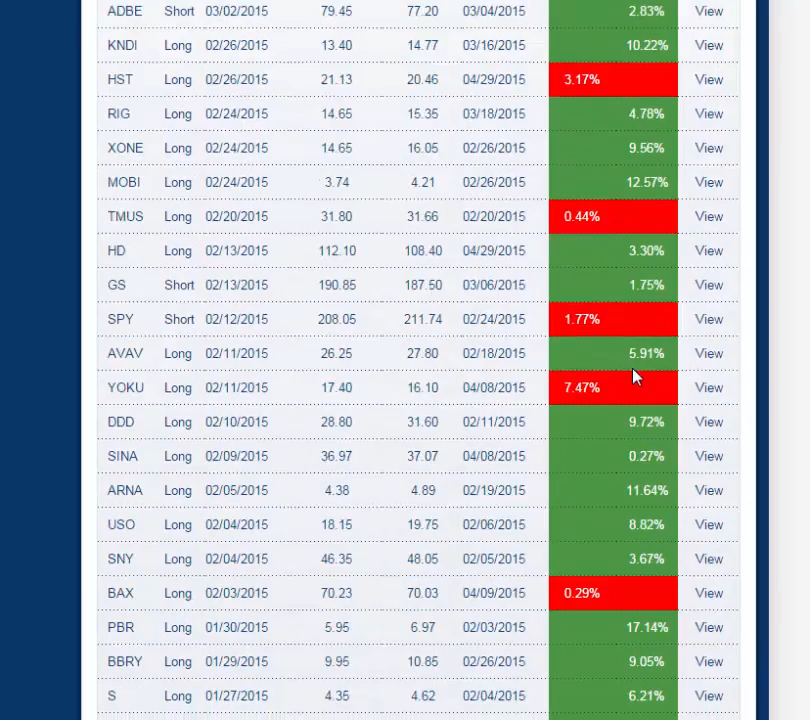 ADBE Short 03/02/2015 79.45 77.20 03/04/2015 2.83% View
KNDI Long 02/26/2015 13.40 14.77 03/16/2015 10.22% View
HST Long 02/26/2015 21.13 20.46 04/29/2015 3.17% View
RIG Long 02/24/2015 14.65 15.35 03/18/2015 4.78% View
XONE Long 02/24/2015 14.65 16.05 02/26/2015 9.56% View
MOBI Long 02/24/2015 3.74 4.21 02/26/2015 12.57% View
TMUS Long 02/20/2015 31.80 31.66 02/20/2015 0.44% View
HD Long 02/13/2015 112.10 108.40 04/29/2015 3.30% View
GS Short 02/13/2015 190.85 187.50 03/06/2015 1.75% View
SPY Short 02/12/2015 208.05 211.74 02/24/2015 1.77% View
AVAV Long 02/11/2015 26.25 27.80 02/18/2015 5.91% View
YOKU Long 02/11/2015 17.40 16.10 04/08/2015 7.47% View
DDD Long 02/10/2015 28.80 31.60 02/11/2015 9.72% View
SINA Long 02/09/2015 36.97 37.07 04/08/2015 0.27% View
ARNA Long 02/05/2015 4.38 4.89 02/19/2015 11.64% View
USO Long 02/04/2015 18.15 19.75 02/06/2015 8.82% View
SNY Long 02/04/2015 46.35 48.05 02/05/2015 3.67% View
BAX Long 02/03/2015 70.23 70.03 04/09/2015 0.29% View
PBR Long 01/30/2015 5.95 6.97 02/03/2015 17.14% View
BBRY Long 01/29/2015 9.95 10.85 02/26/2015 9.05% View
S Long 01/27/2015 4.35 4.62 02/04/2015 6.21% View